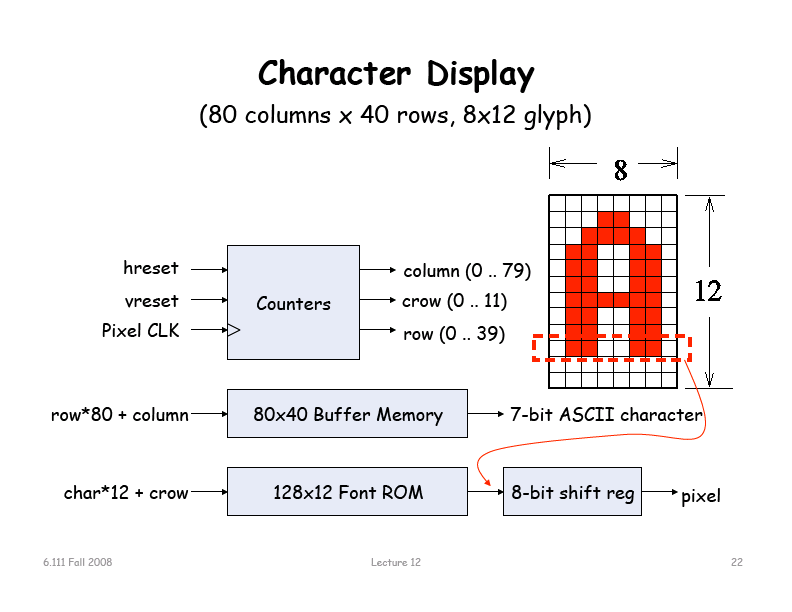 Character Display
(80 columns x 40 rows, 8x12 glyph)
8
12
hreset
vreset
Pixel CLK
Counters
column (0 .. 79)
crow (0 .. 11)
row (0 .. 39)
row*80 + column
80x40 Buffer Memory
7-bit ASCII character
char*12 + crow
128x12 Font ROM
8-bit shift reg
pixel
6.111 Fall 2008
Lecture 12
22